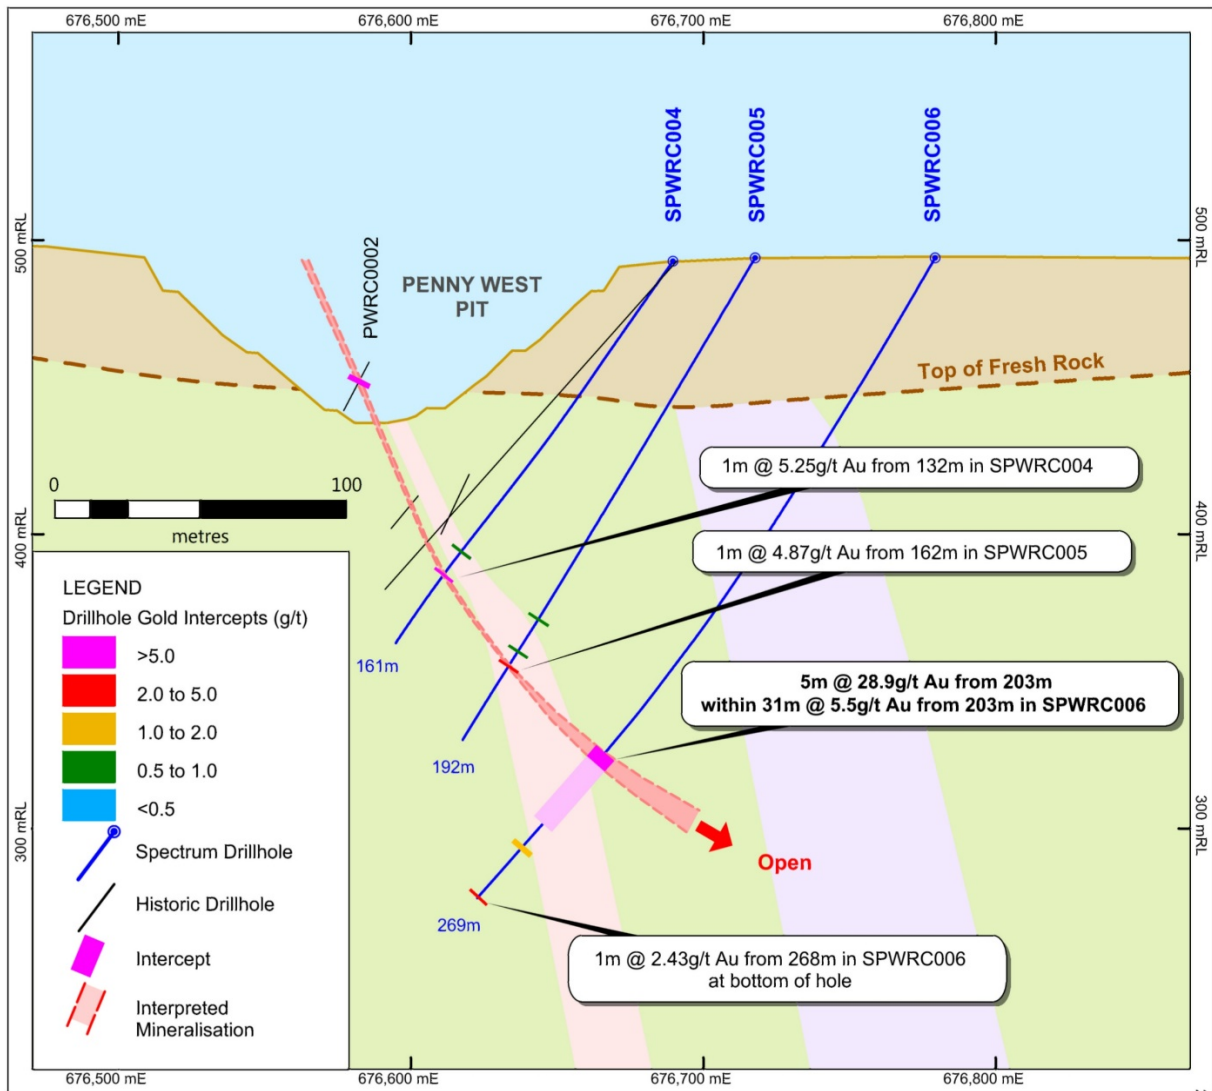 676,500 mE
676,600 mE
676,700 mE
676,800 mE
SPWRC004
SPWRC005
SPWRC006
500 mRL
500 mRL
PWRC0002
PENNY WEST
PIT
Top of Fresh Rock
1m @ 5.25g/t Au from 132m in SPWRC004
0
100
metres
400 mRL
400 mRL
1m @ 4.87g/t Au from 162m in SPWRC005
LEGEND
Drillhole Gold Intercepts (g/t)
>5.0
2.0 to 5.0
1.0 to 2.0
0.5 to 1.0
<0.5
Spectrum Drillhole
Historic Drillhole
Intercept
Interpreted
Mineralisation
161m
5m @ 28.9g/t Au from 203m
within 31m @ 5.5g/t Au from 203m in SPWRC006
192m
300 mRL
300 mRL
Open
269m
1m @ 2.43g/t Au from 268m in SPWRC006
at bottom of hole
676,500 mE
676,600 mE
676,700 mE
676,800 mE